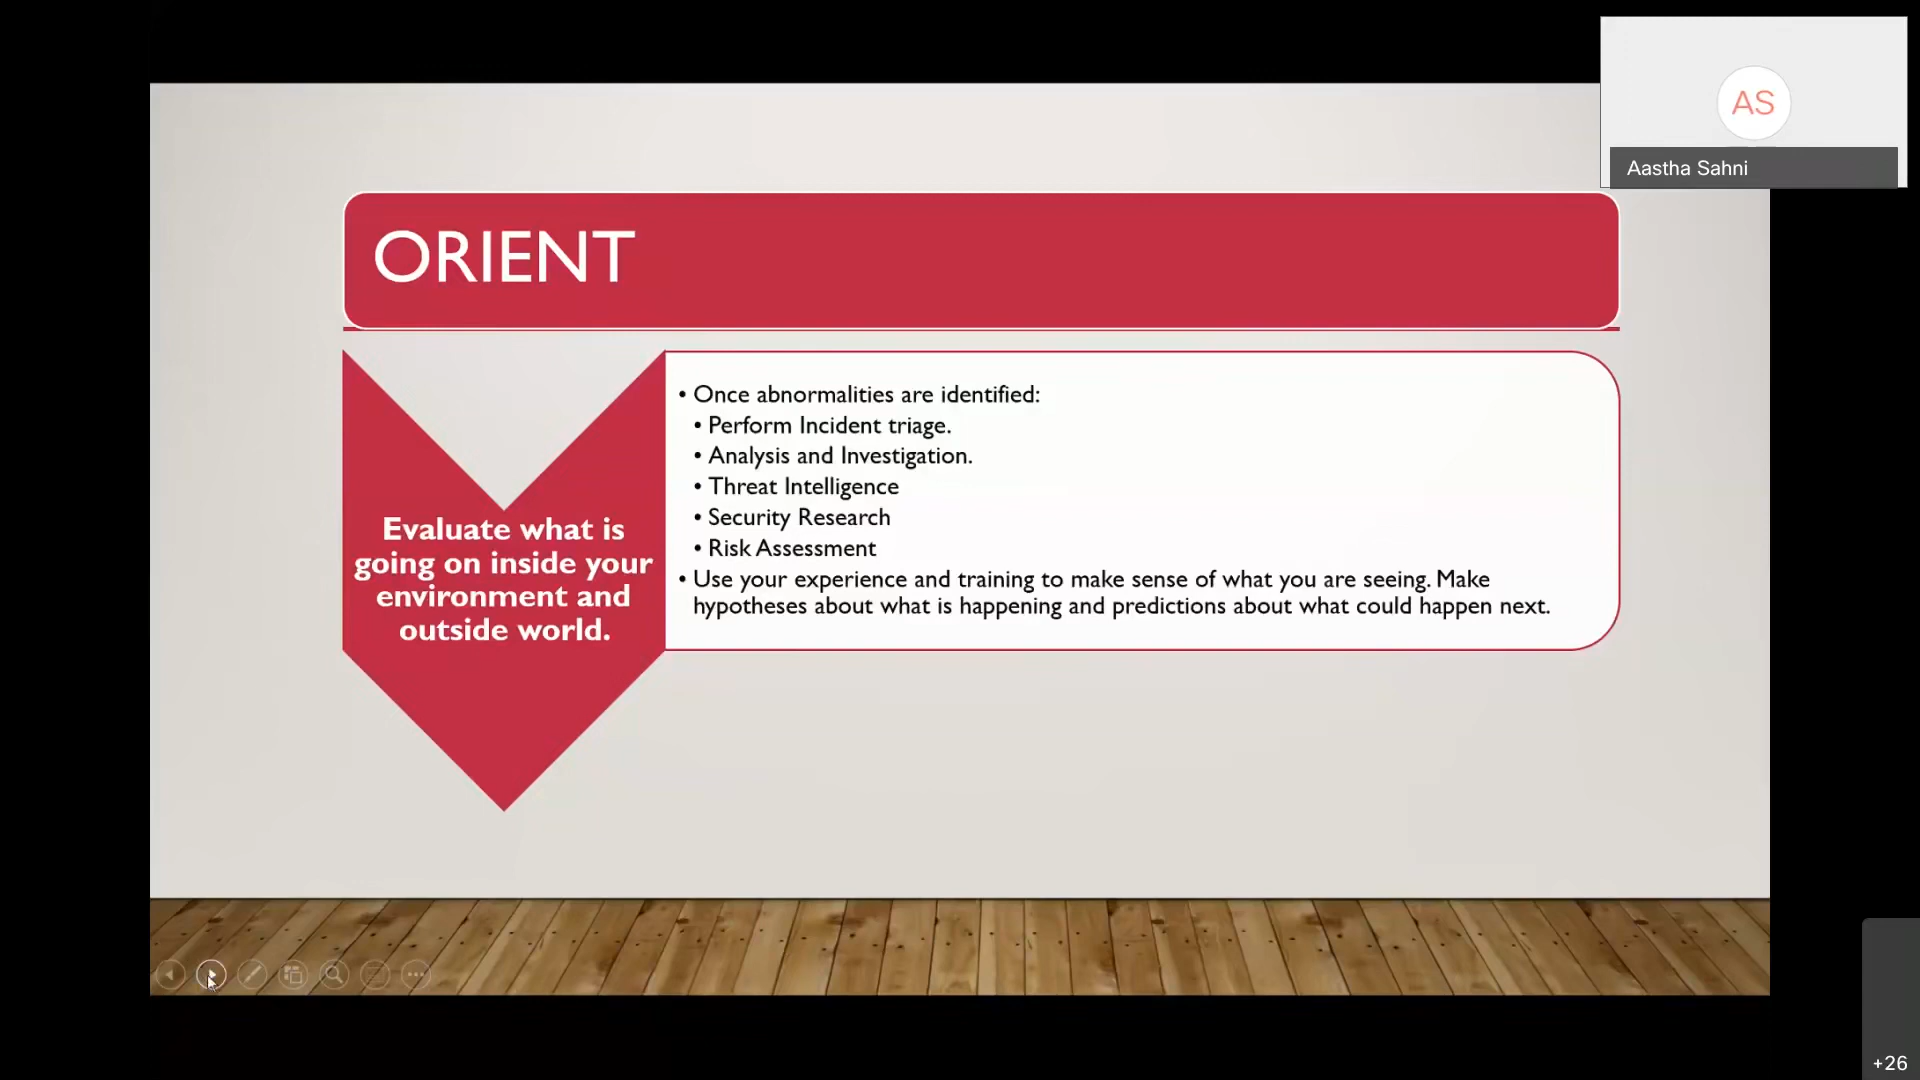 AS
Aastha Sahni
ORIENT
Evaluate what is
going on inside your
environment and
outside world.
• Once abnormalities are identified:
• Perform Incident triage.
• Analysis and Investigation.
• Threat Intelligence
• Security Research
• Risk Assessment
• Use your experience and training to make sense of what you are seeing. Make
hypotheses about what is happening and predictions about what could happen next.
+26